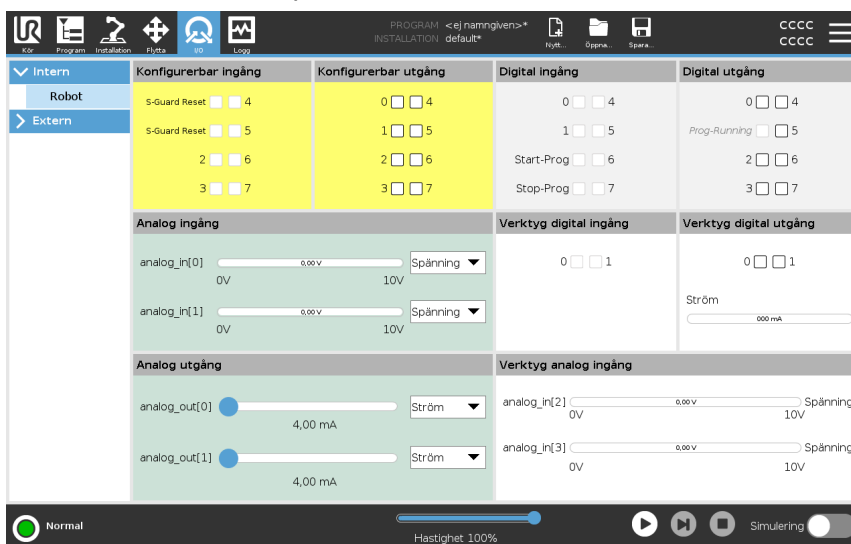 UR
PROGRAM <ej namngiven>*
INSTALLATION default*
CCCC
CCCC
Kör Program Installation Flytta I/O Logg Nytt... Öppna... Spara...
Intern
Robot
Extern
Konfigurerbar ingång
S-Guard Reset 4
S-Guard Reset 5
2 6
3 7
Konfigurerbar utgång
0 4
1 5
2 6
3 7
Digital ingång
0 4
1 5
Start-Prog 6
Stop-Prog 7
Digital utgång
0 4
Prog-Running 5
2 6
3 7
Analog ingång
analog_in[0] 0,00 V Spänning
0V 10V
analog_in[1] 0,00 V Spänning
0V 10V
Verktyg digital ingång
0 1
Verktyg digital utgång
0 1
Ström
000 mA
Analog utgång
analog_out[0] Ström
4,00 mA
analog_out[1] Ström
4,00 mA
Verktyg analog ingång
analog_in[2] 0,00 V Spänning
0V 10V
analog_in[3] 0,00 V Spänning
0V 10V
Normal
Hastighet 100%
Simulering